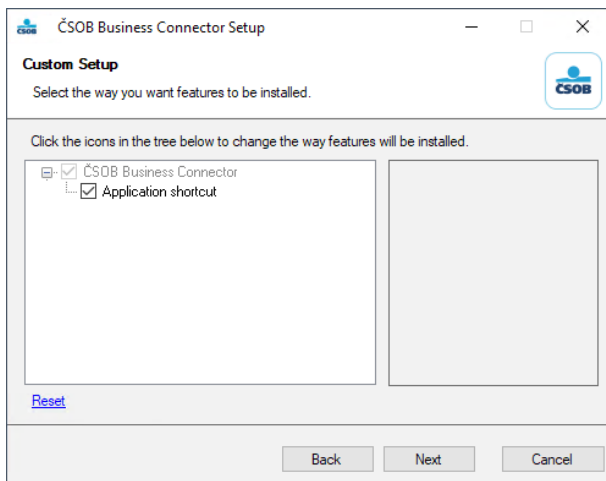 ČSOB
ČSOB Business Connector Setup
Custom Setup
Select the way you want features to be installed.
ČSOB
Click the icons in the tree below to change the way features will be installed.
ČSOB Business Connector
Application shortcut
Reset
Back
Next
Cancel